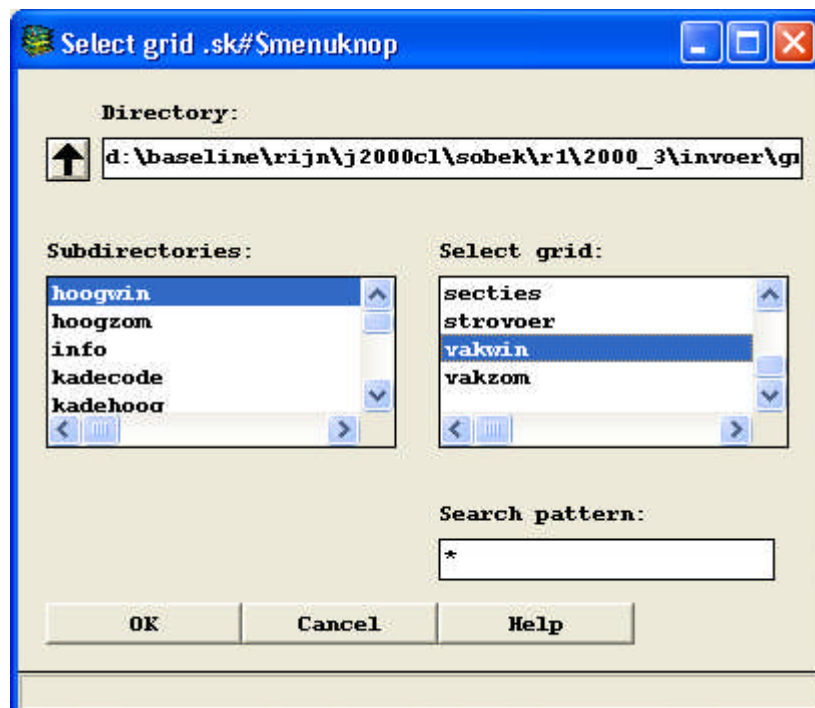 Select grid .sk#$menuknop
Directory:
d:\baseline\rijn\j2000cl\sobek\r1\2000_3\invoer\gr
Subdirectories:
hoogwin
hoogzom
info
kadecode
kadehoog
Select grid:
secties
strovoer
vakwin
vakzom
Search pattern:
*
OK
Cancel
Help